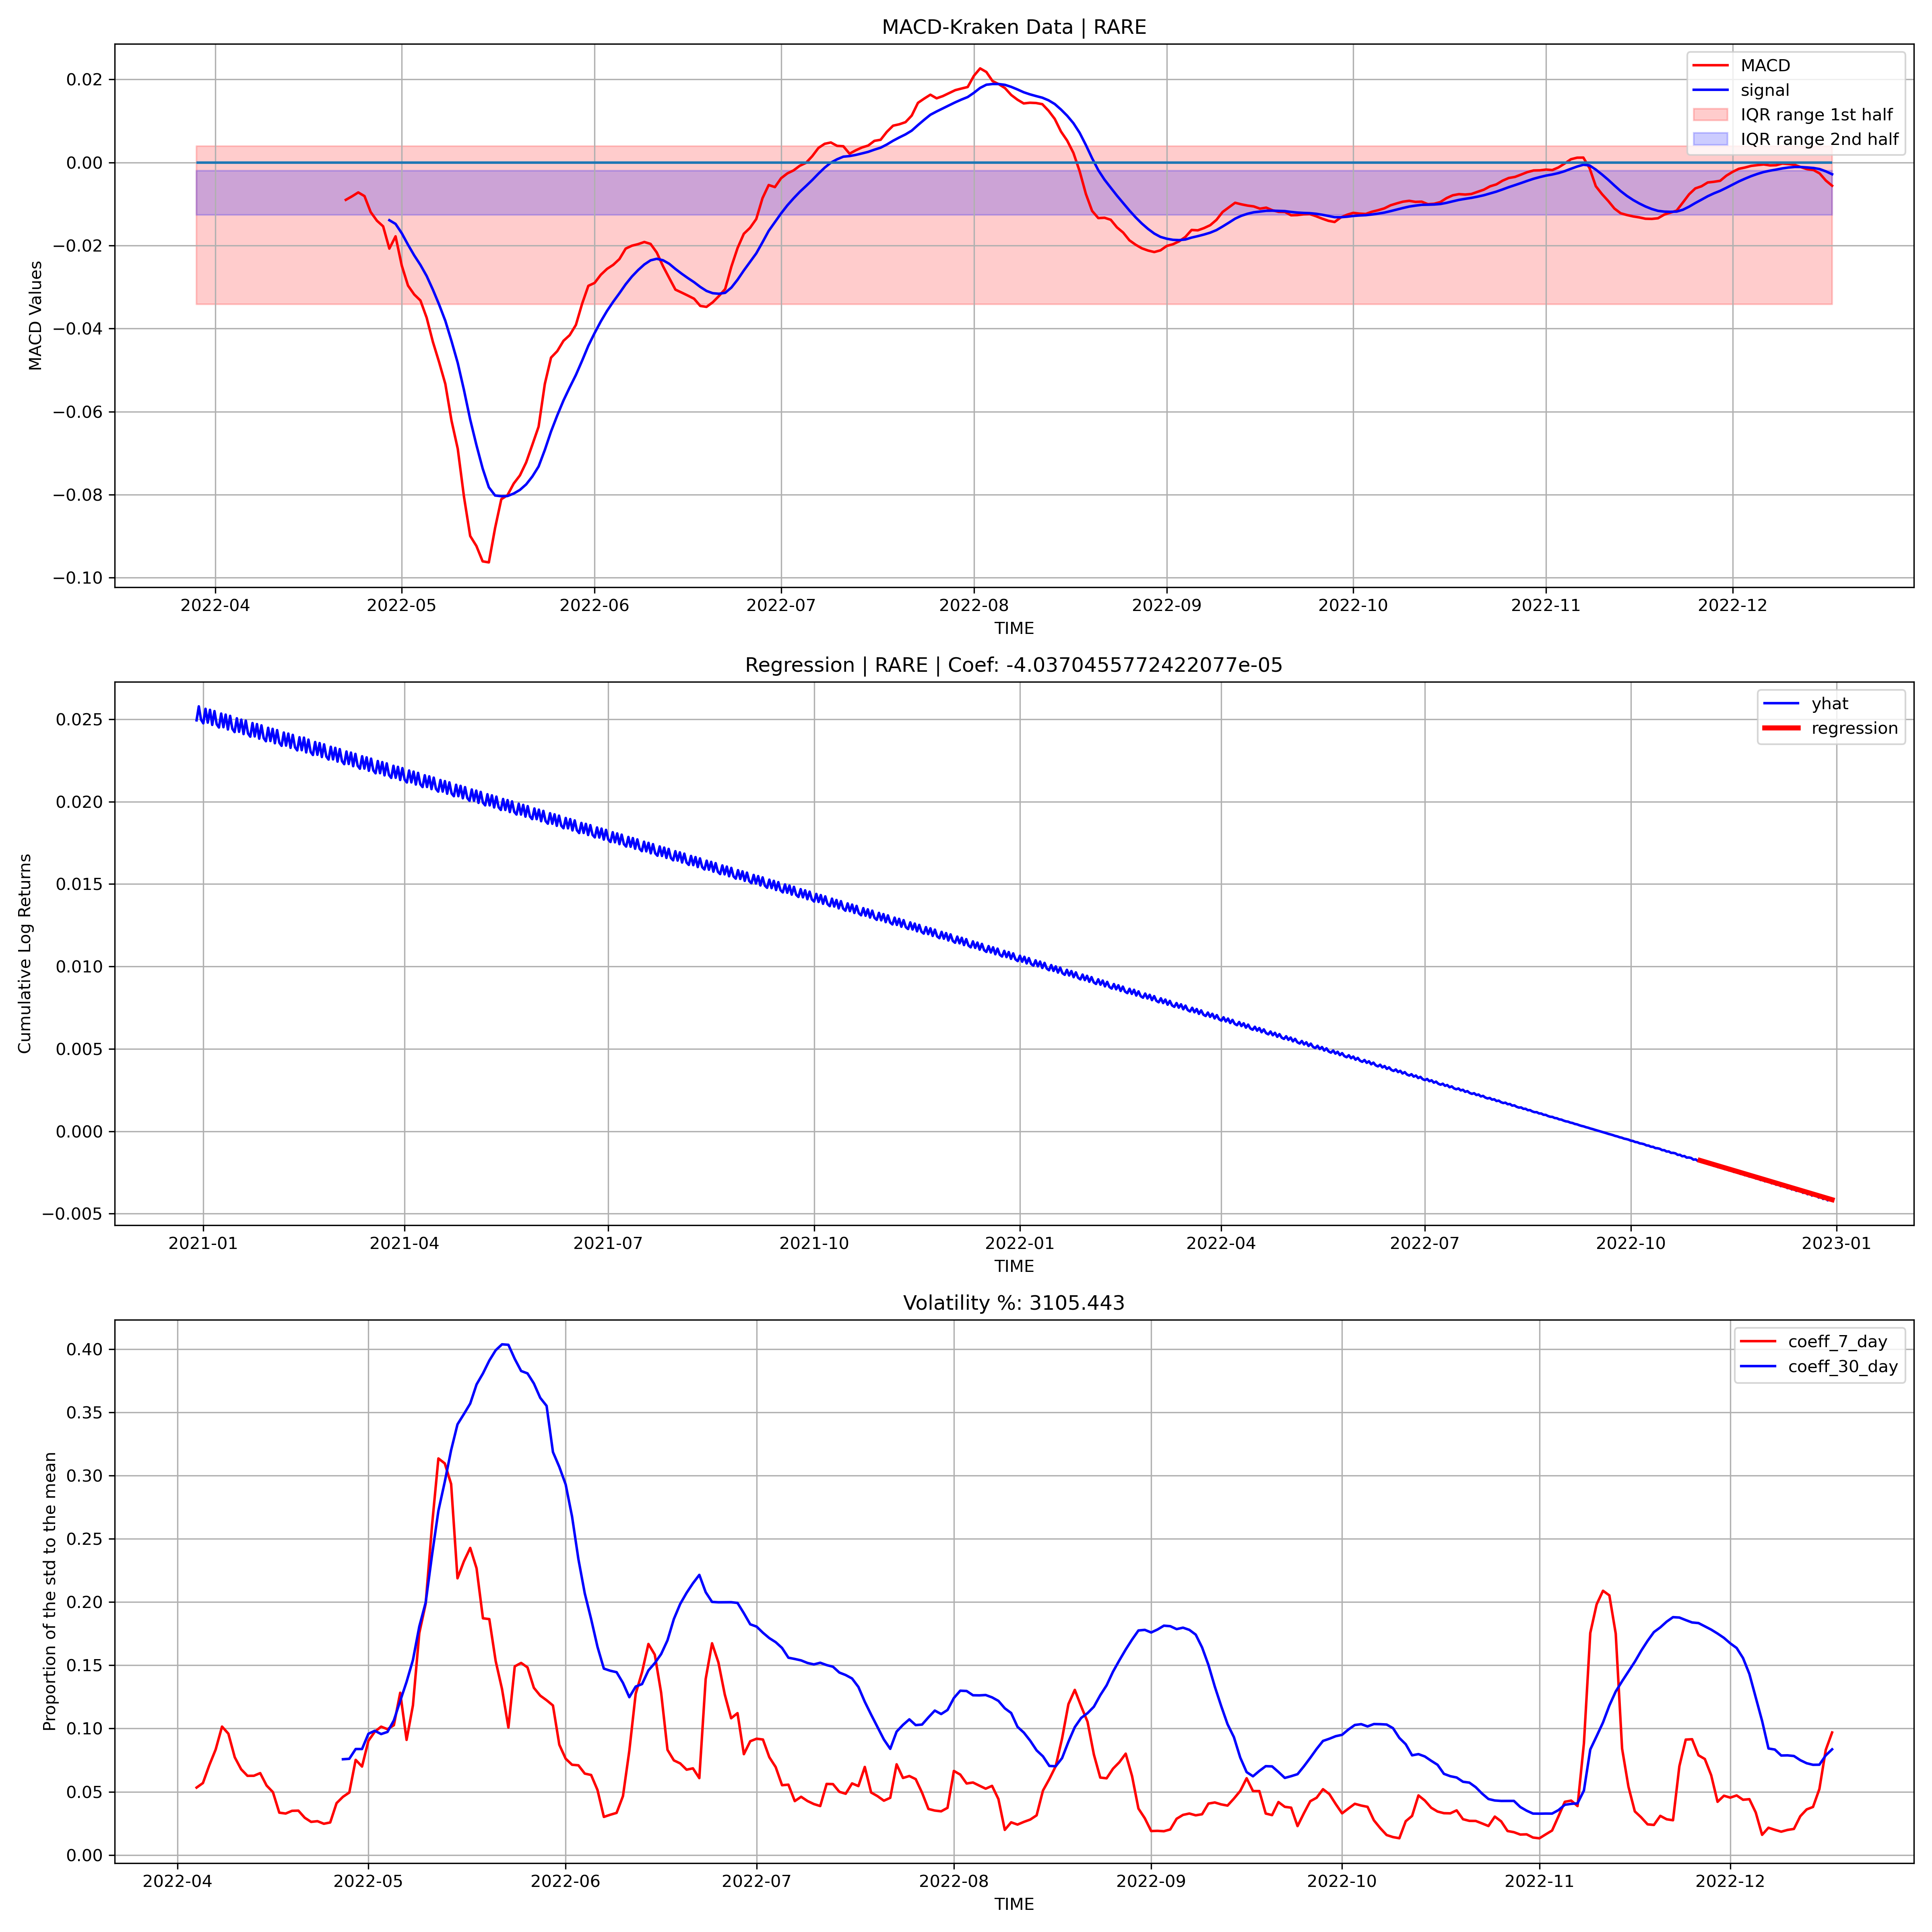 MACD-Kraken Data | RARE
MACD
signal
IQR range 1st half
IQR range 2nd half
MACD Values
0.02
0.00
−0.02
−0.04
−0.06
−0.08
−0.10
2022-04 2022-05 2022-06 2022-07 2022-08 2022-09 2022-10 2022-11 2022-12
TIME
Regression | RARE | Coef: -4.0370455772422077e-05
yhat
regression
Cumulative Log Returns
0.025
0.020
0.015
0.010
0.005
0.000
−0.005
2021-01 2021-04 2021-07 2021-10 2022-01 2022-04 2022-07 2022-10 2023-01
TIME
Volatility %: 3105.443
coeff_7_day
coeff_30_day
Proportion of the std to the mean
0.40
0.35
0.30
0.25
0.20
0.15
0.10
0.05
0.00
2022-04 2022-05 2022-06 2022-07 2022-08 2022-09 2022-10 2022-11 2022-12
TIME